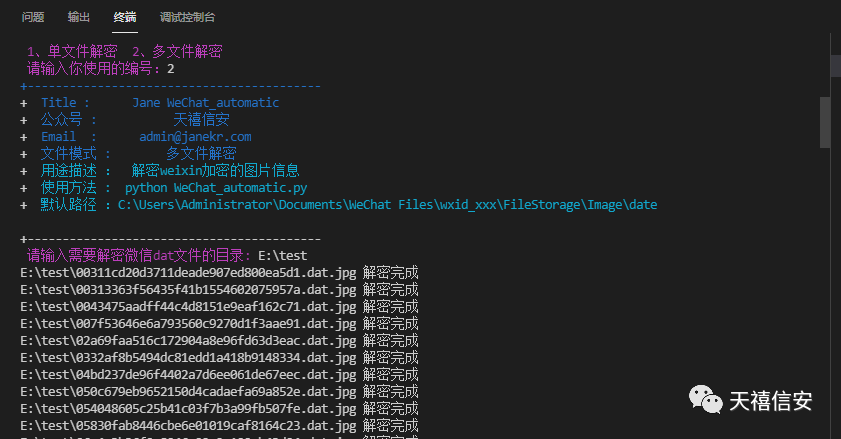 问题 输出 终端 调试控制台
1、单文件解密 2、多文件解密
请输入你使用的编号: 2
+------------------------------------------
+ Title : Jane WeChat_automatic
+ 公众号 : 天禧信安
+ Email : admin@janekr.com
+ 文件模式 : 多文件解密
+ 用途描述 : 解密weixin加密的图片信息
+ 使用方法 : python WeChat_automatic.py
+ 默认路径 : C:\Users\Administrator\Documents\WeChat Files\wxid_xxx\FileStorage\Image\date
+------------------------------------------
请输入需要解密微信dat文件的目录: E:\test
E:\test\00311cd20d3711deade907ed800ea5d1.dat.jpg 解密完成
E:\test\00313363f56435f41b1554602075957a.dat.jpg 解密完成
E:\test\0043475aadff44c4d8151e9eaf162c71.dat.jpg 解密完成
E:\test\007f53646e6a793560c9270d1f3aae91.dat.jpg 解密完成
E:\test\02a69faa516c172904a8e96fd63d3eac.dat.jpg 解密完成
E:\test\0332af8b5494dc81edd1a418b9148334.dat.jpg 解密完成
E:\test\04bd237de96f4402a7d6ee061de67eec.dat.jpg 解密完成
E:\test\050c679eb9652150d4cadaefa69a852e.dat.jpg 解密完成
E:\test\054048605c25b41c03f7b3a99fb507fe.dat.jpg 解密完成
E:\test\05830fab8446cbe6e01019caf8164c23.dat.jpg 解密完成
天禧信安